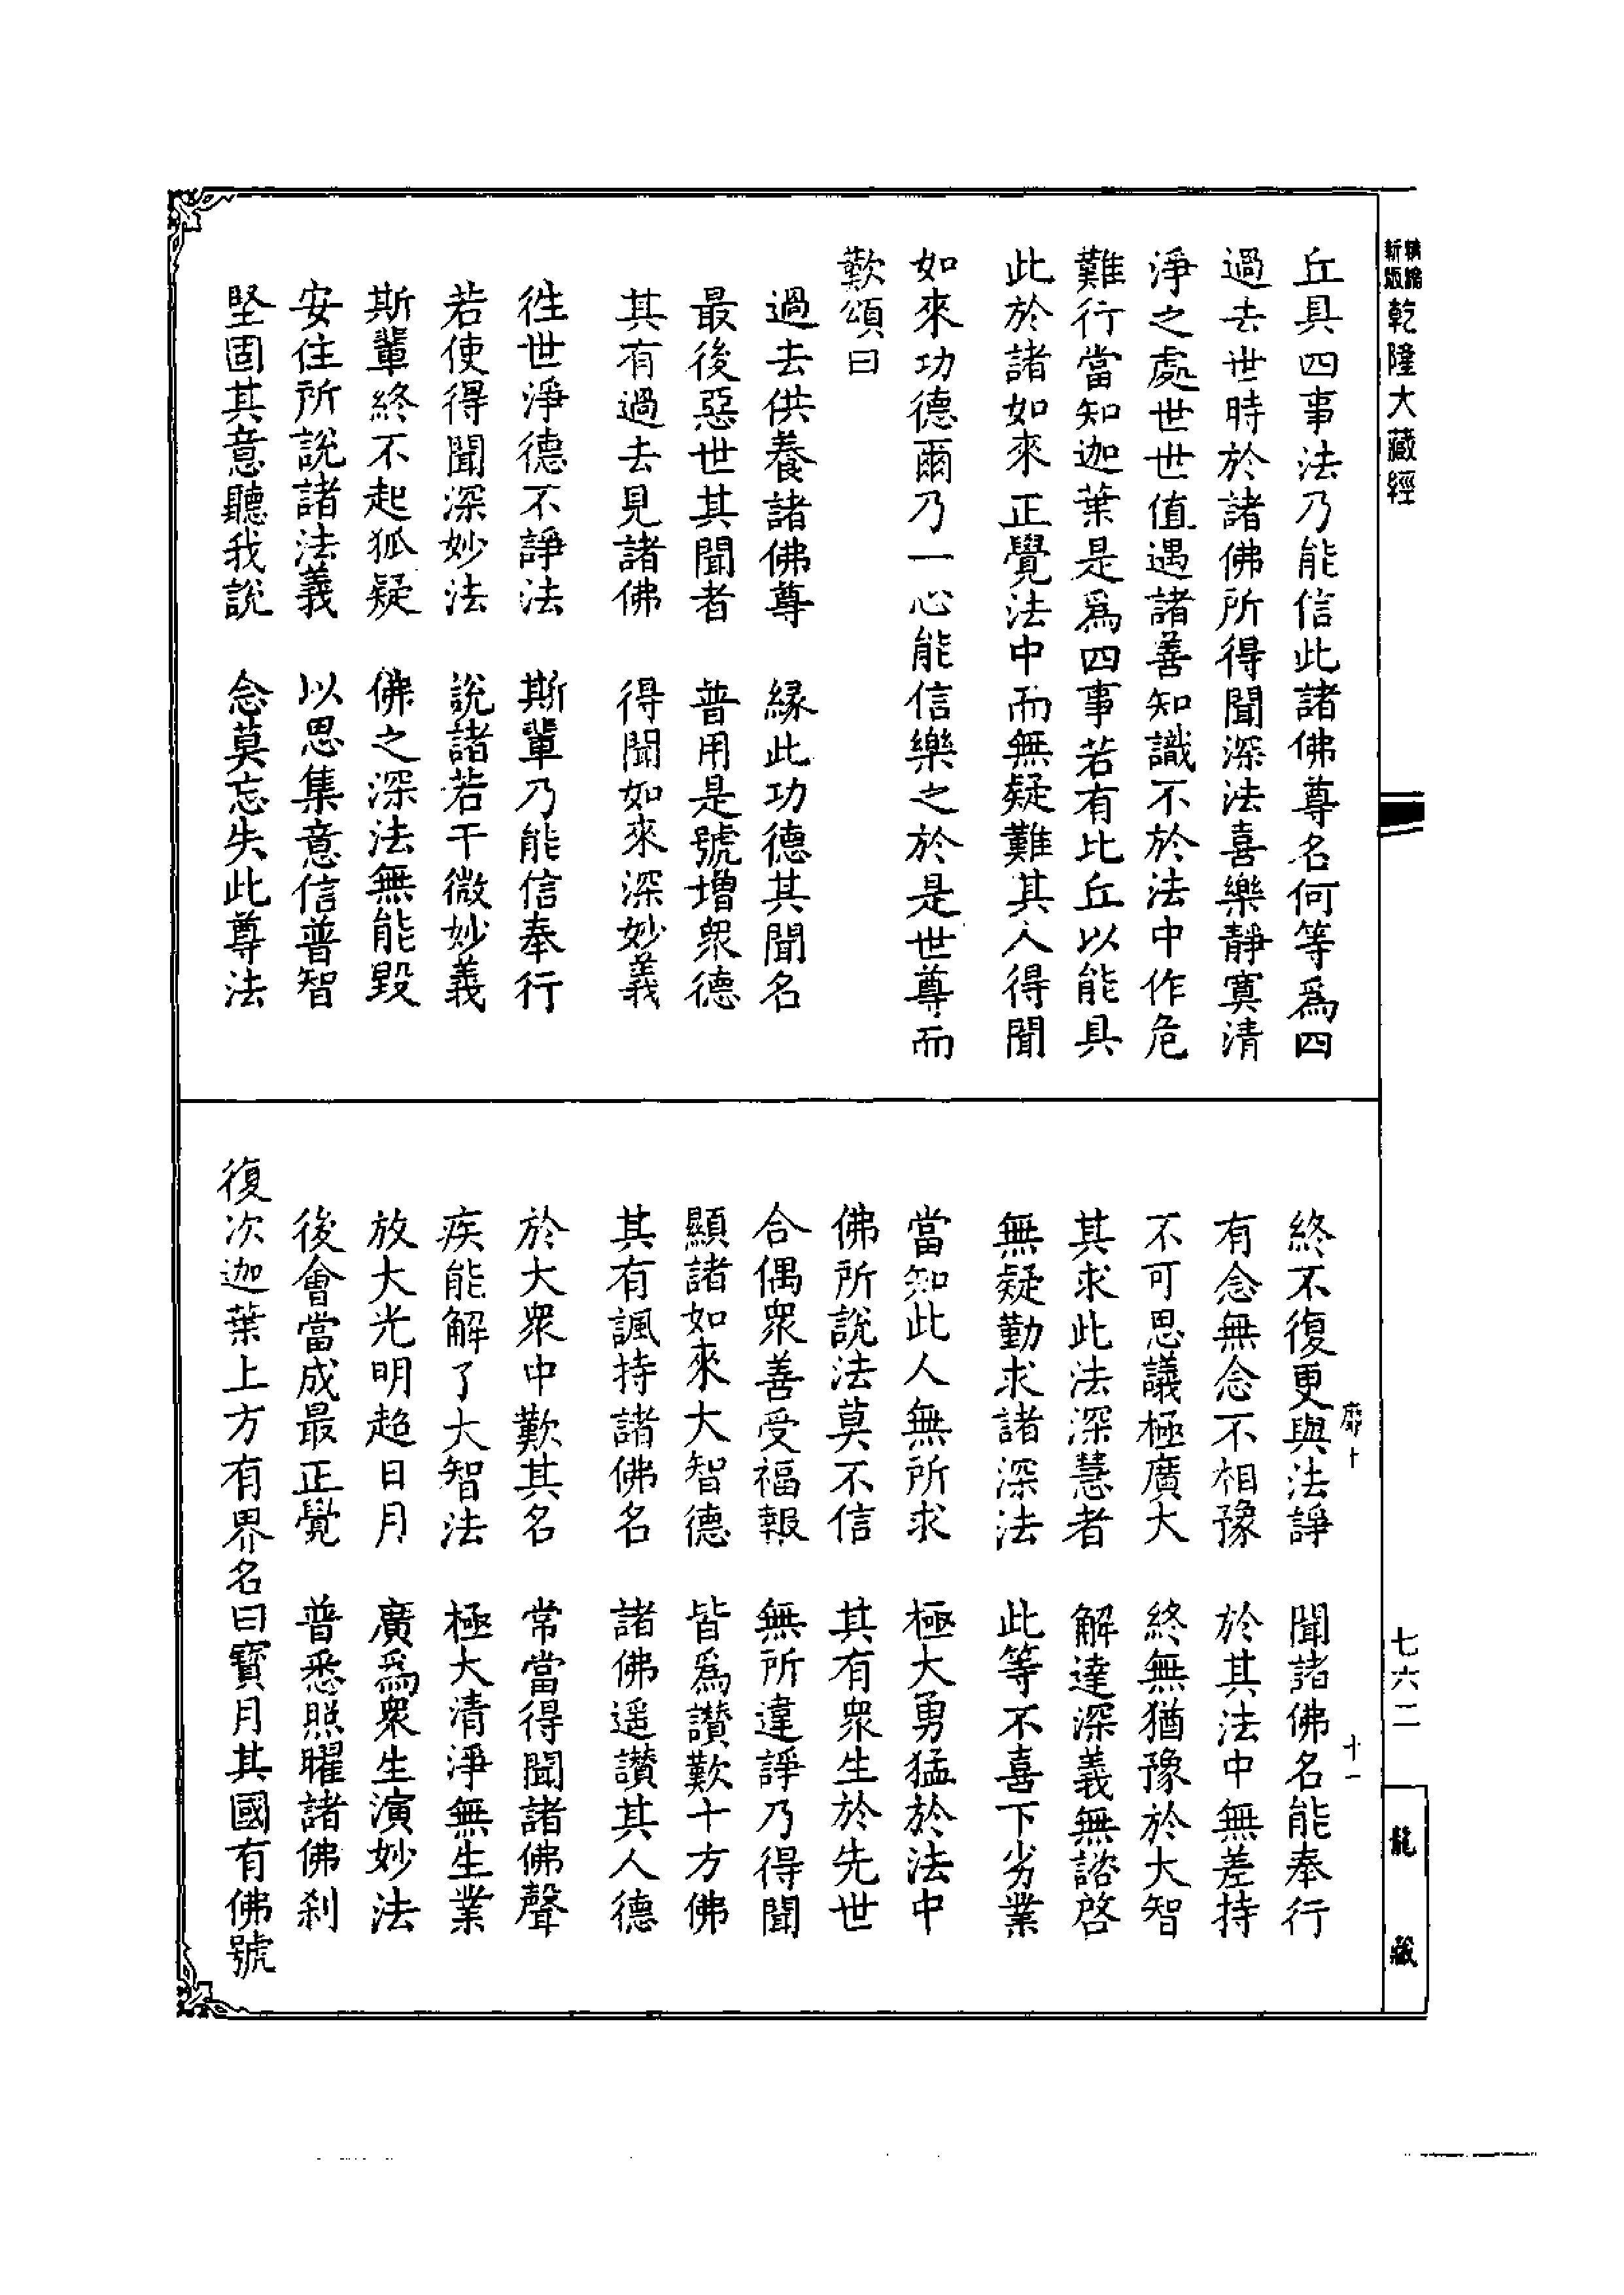 新編縮版乾隆大藏經
丘具四事法乃能信此諸佛尊名何等爲四
過去世時於諸佛所得聞深法喜樂靜寞清
淨之處世世值遇諸善知識不於法中作危
難行當知迦葉是爲四事若有比丘以能具
此於諸如來正覺法中而無疑難其人得聞
如來功德爾乃一心能信樂之於是世尊而
歎頌曰
過去供養諸佛尊　緣此功德其聞名
最後惡世其聞者　普用是號增衆德
其有過去見諸佛　得聞如來深妙義
徃世淨德不諍法　斯輩乃能信奉行
若使得聞深妙法　說諸若干微妙義
斯輩終不起狐疑　佛之深法無能毀
安住所說諸法義　以思集意信普智
堅固其意聽我說　念莫忘失此尊法
終不復更與法諍　聞諸佛名能奉行
有念無念不相豫　於其法中無差持
不可思議極廣大　終無猶豫於大智
其求此法深慧者　解達深義無諮啓
無疑勤求諸深法　此等不喜下劣業
當知此人無所求　極大勇猛於法中
佛所說法莫不信　其有衆生於先世
合偶衆善受福報　無所違諍乃得聞
顯諸如來大智德　皆爲讚歎十方佛
其有諷持諸佛名　諸佛遥讚其人德
於大衆中歎其名　常當得聞諸佛聲
疾能解了大智法　極大清淨無生業
放大光明超日月　廣爲衆生演妙法
後會當成最正覺　普悉照曜諸佛刹
復次迦葉上方有界名曰寶月其國有佛號
十
十一
七六二
龍藏